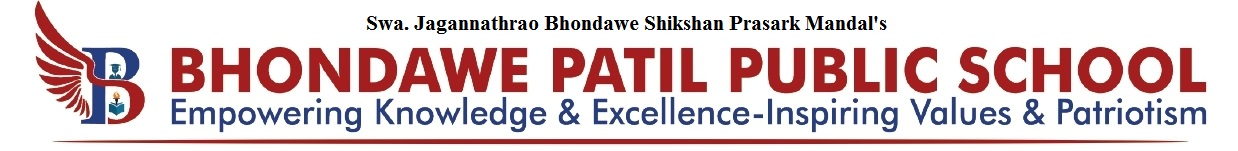 Swa. Jagannathrao Bhondawe Shikshan Prasark Mandal's
BHONDAWE PATIL PUBLIC SCHOOL
Empowering Knowledge & Excellence-Inspiring Values & Patriotism